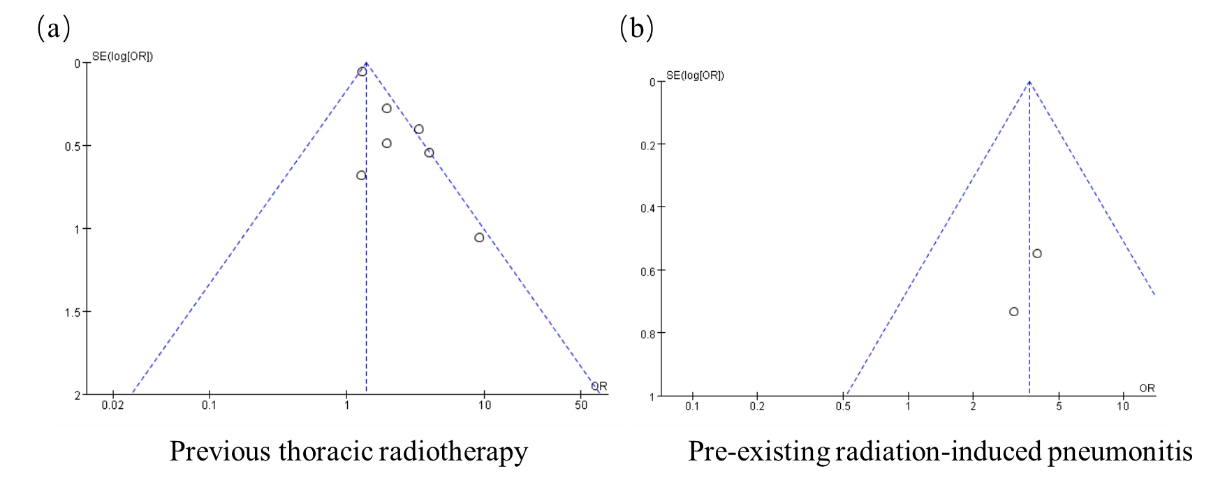 (a)
SE(log[OR])
0
0.5
1
1.5
2
0.02 0.1 1 10 50
OR
Previous thoracic radiotherapy
(b)
SE(log[OR])
0
0.2
0.4
0.6
0.8
1
0.1 0.2 0.5 1 2 5 10
OR
Pre-existing radiation-induced pneumonitis